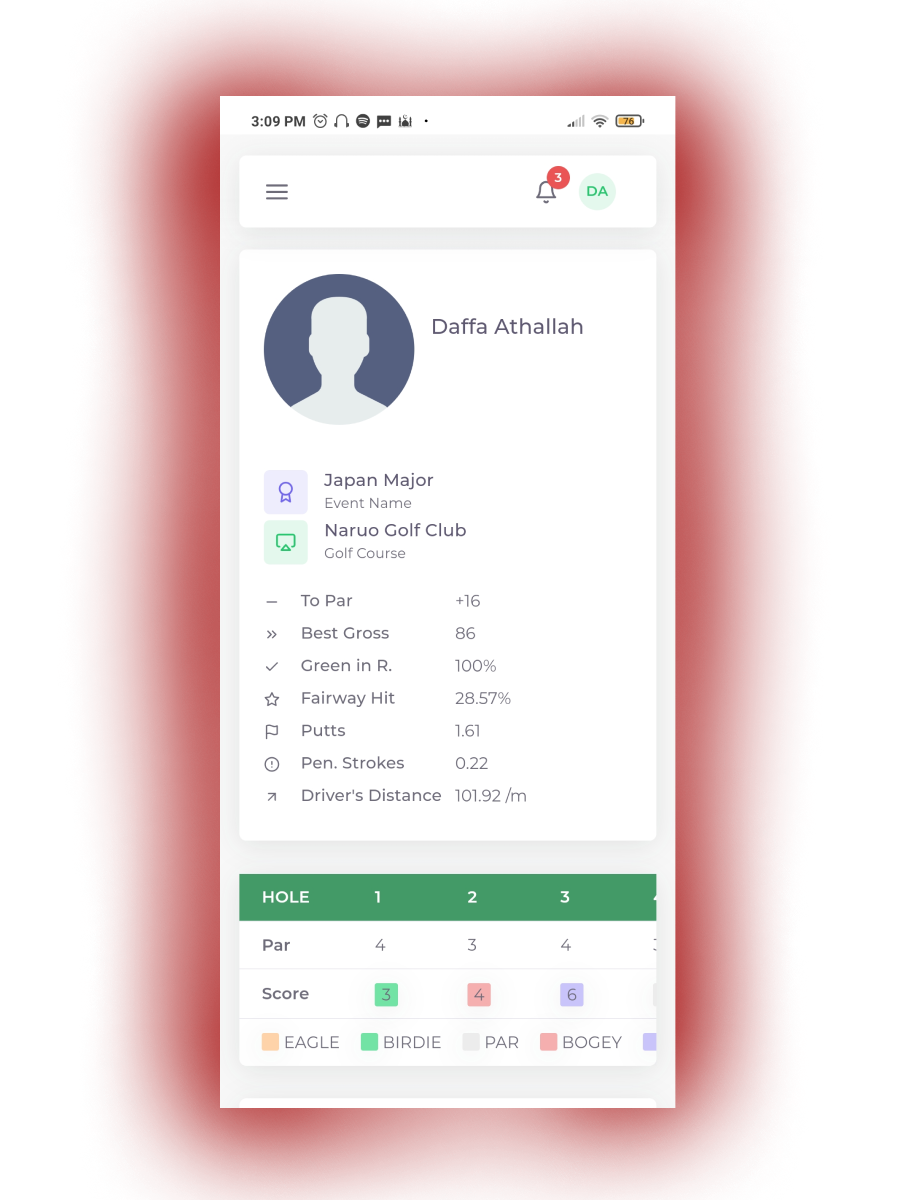 3:09 PM 76
3
DA
Daffa Athallah
Japan Major
Event Name
Naruo Golf Club
Golf Course
To Par +16
Best Gross 86
Green in R. 100%
Fairway Hit 28.57%
Putts 1.61
Pen. Strokes 0.22
Driver's Distance 101.92 /m
HOLE 1 2 3
Par 4 3 4
Score 3 4 6
EAGLE BIRDIE PAR BOGEY